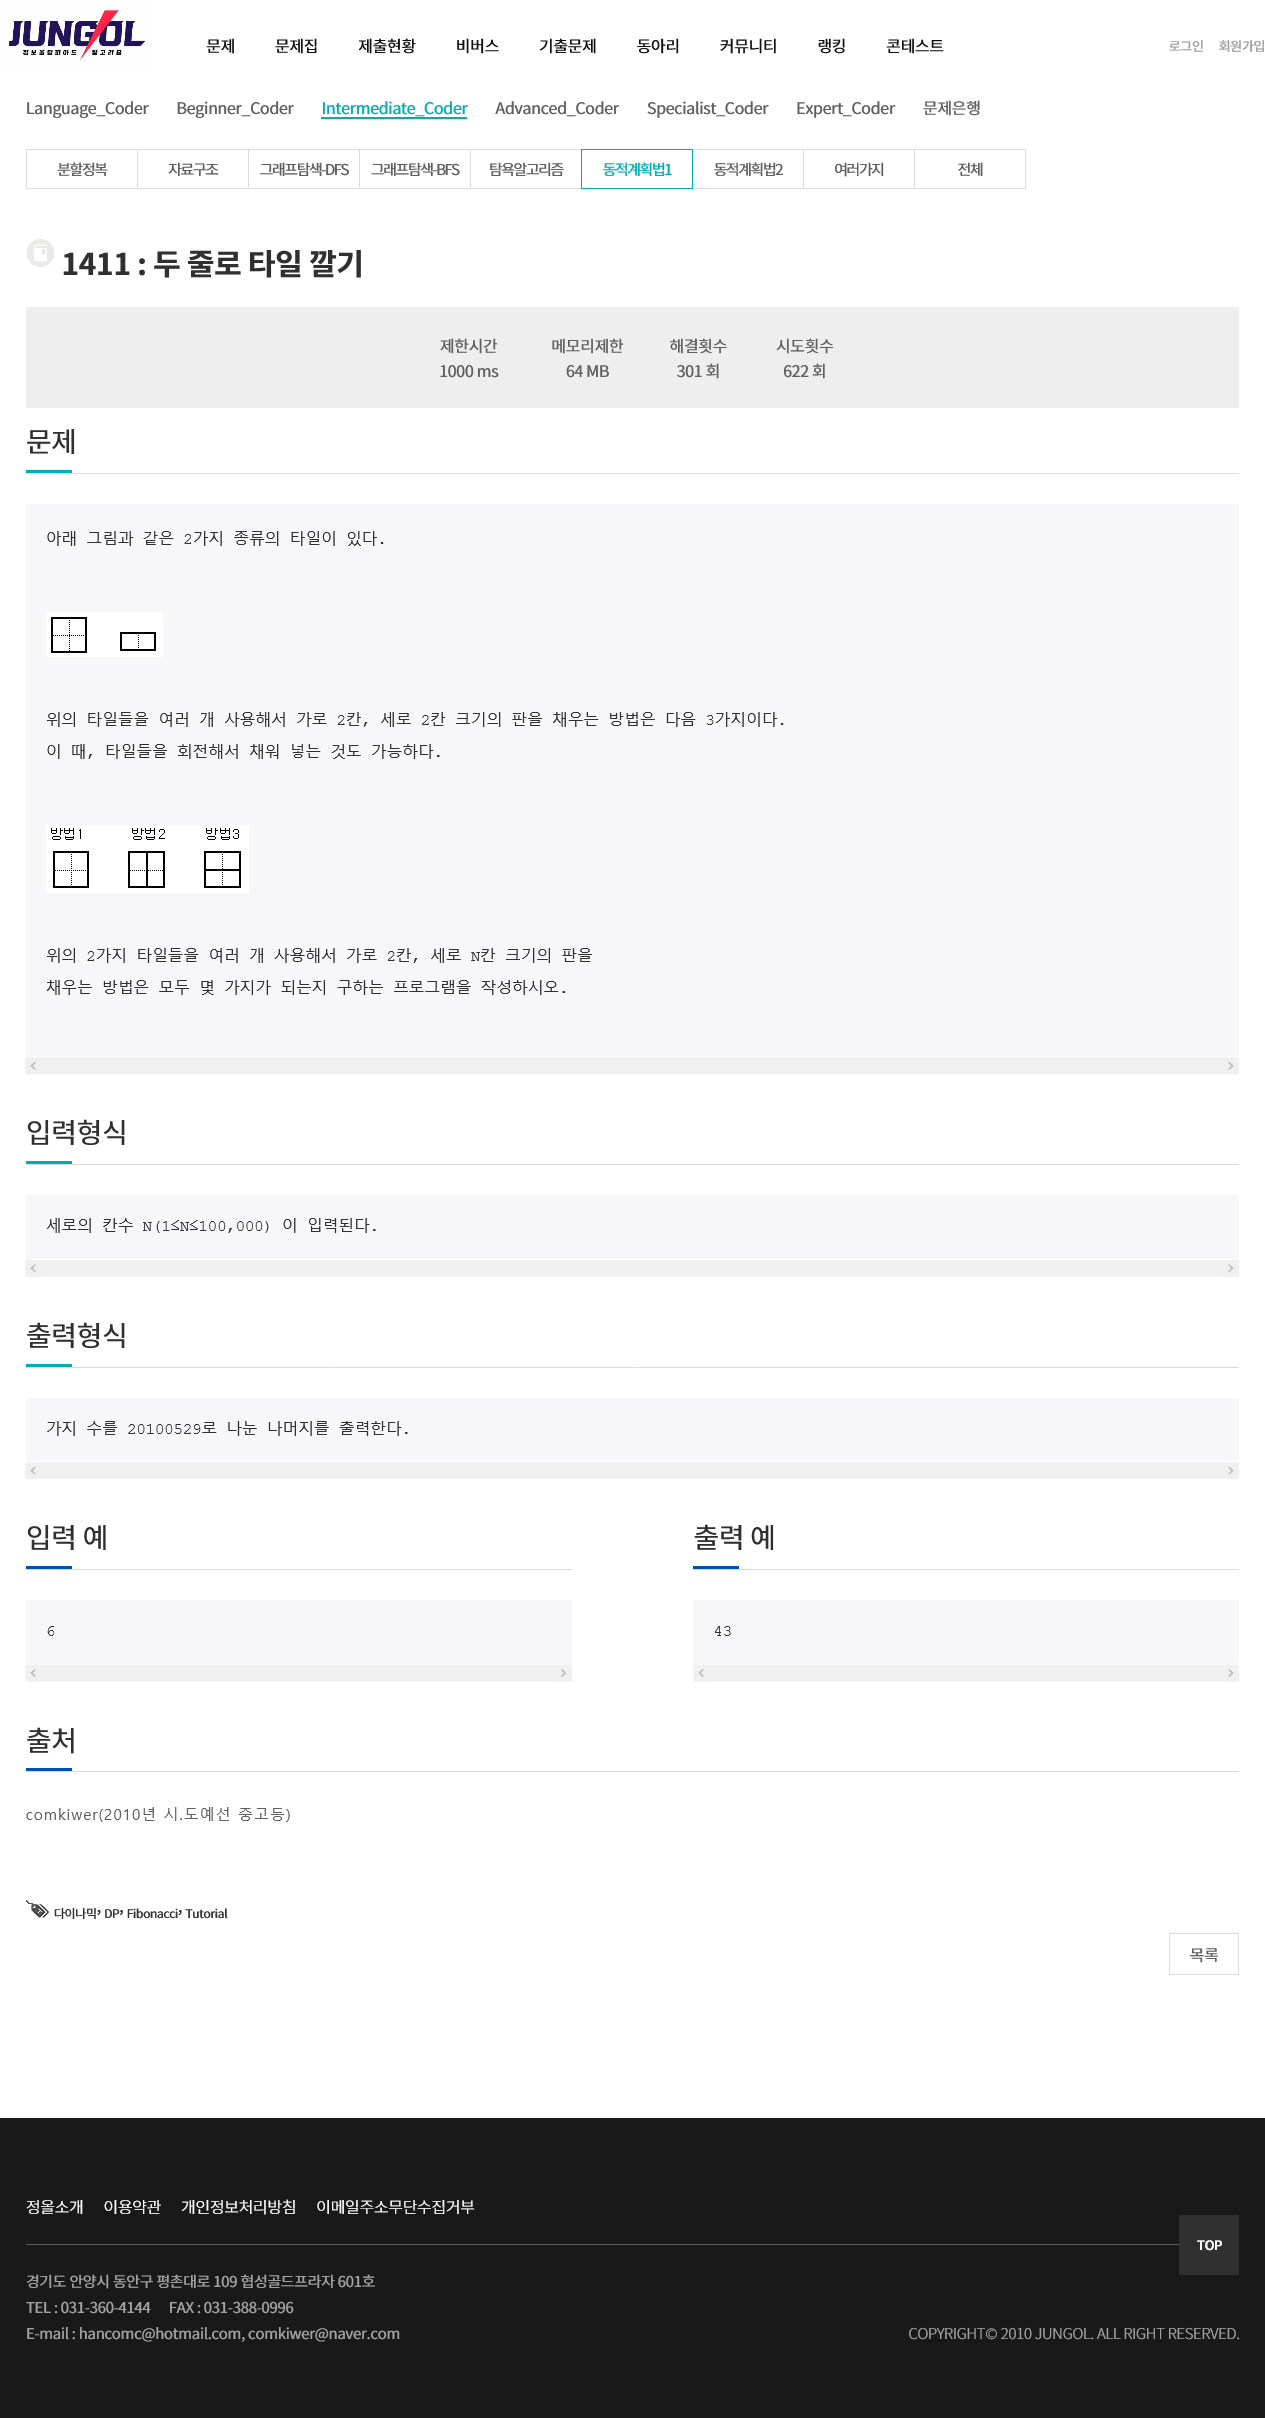 JUNGOL
정보올림피아드 알고리즘
문제 문제집 제출현황 비버스 기출문제 동아리 커뮤니티 랭킹 콘테스트 로그인 회원가입
Language_Coder Beginner_Coder Intermediate_Coder Advanced_Coder Specialist_Coder Expert_Coder 문제은행
분할정복 자료구조 그래프탐색-DFS 그래프탐색-BFS 탐욕알고리즘 동적계획법1 동적계획법2 여러가지 전체
1411 : 두 줄로 타일 깔기
제한시간 메모리제한 해결횟수 시도횟수
1000 ms 64 MB 301 회 622 회
문제
아래 그림과 같은 2가지 종류의 타일이 있다.
위의 타일들을 여러 개 사용해서 가로 2칸, 세로 2칸 크기의 판을 채우는 방법은 다음 3가지이다.
이 때, 타일들을 회전해서 채워 넣는 것도 가능하다.
방법1 방법2 방법3
위의 2가지 타일들을 여러 개 사용해서 가로 2칸, 세로 N칸 크기의 판을
채우는 방법은 모두 몇 가지가 되는지 구하는 프로그램을 작성하시오.
입력형식
세로의 칸수 N(1≤N≤100,000) 이 입력된다.
출력형식
가지 수를 20100529로 나눈 나머지를 출력한다.
입력 예 출력 예
6 43
출처
comkiwer(2010년 시.도예선 중고등)
다이나믹, DP, Fibonacci, Tutorial
목록
정올소개 이용약관 개인정보처리방침 이메일주소무단수집거부
TOP
경기도 안양시 동안구 평촌대로 109 협성골드프라자 601호
TEL : 031-360-4144 FAX : 031-388-0996
E-mail : hancomc@hotmail.com, comkiwer@naver.com COPYRIGHT© 2010 JUNGOL. ALL RIGHT RESERVED.